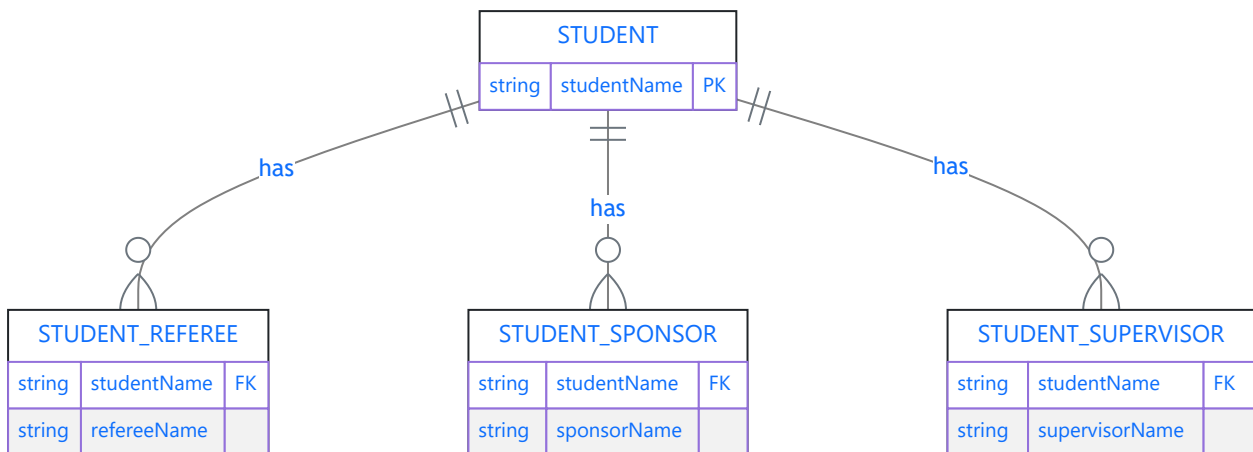 STUDENT
string studentName PK
has
has
has
STUDENT_REFEREE
string studentName FK
string refereeName
STUDENT_SPONSOR
string studentName FK
string sponsorName
STUDENT_SUPERVISOR
string studentName FK
string supervisorName